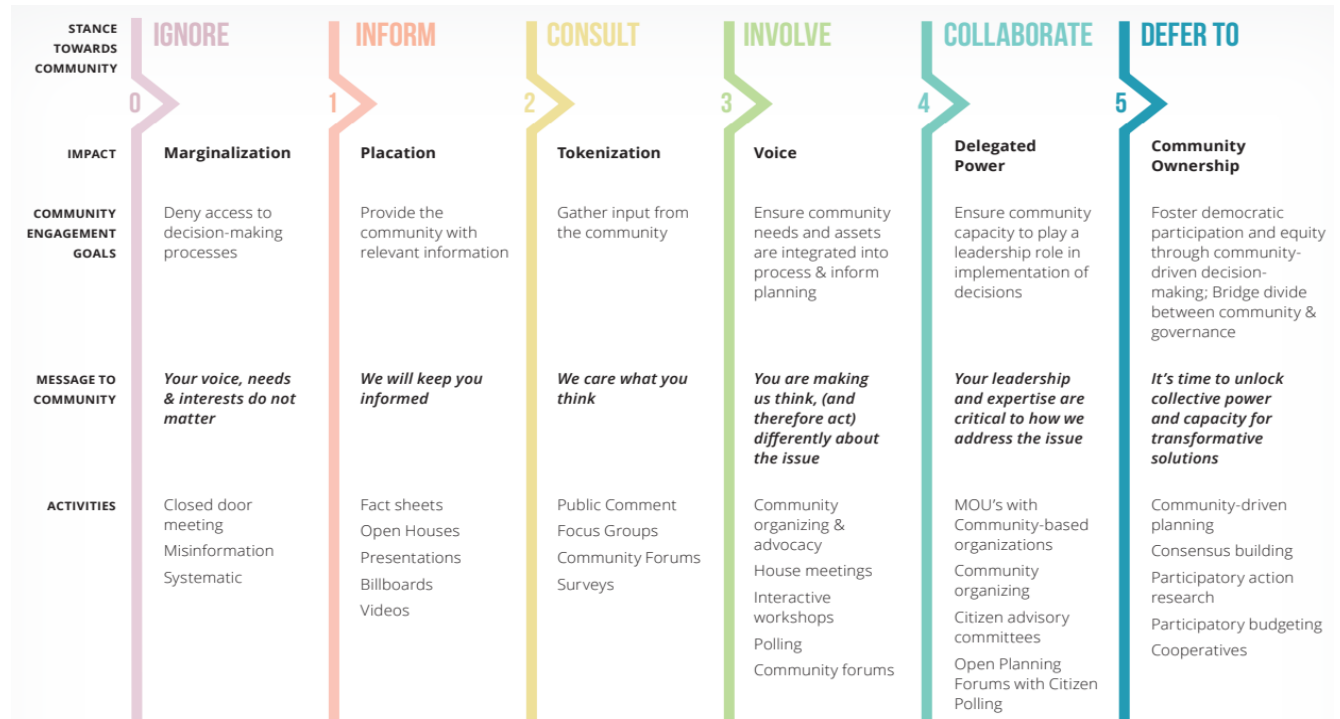 STANCE
TOWARDS
COMMUNITY
IGNORE
INFORM
CONSULT
INVOLVE
COLLABORATE
DEFER TO
0
1
2
3
4
5
IMPACT
Marginalization
Placation
Tokenization
Voice
Delegated
Power
Community
Ownership
COMMUNITY
ENGAGEMENT
GOALS
Deny access to
decision-making
processes
Provide the
community with
relevant information
Gather input from
the community
Ensure community
needs and assets
are integrated into
process & inform
planning
Ensure community
capacity to play a
leadership role in
implementation of
decisions
Foster democratic
participation and equity
through community-
driven decision-
making; Bridge divide
between community &
governance
MESSAGE TO
COMMUNITY
Your voice, needs
& interests do not
matter
We will keep you
informed
We care what you
think
You are making
us think, (and
therefore act)
differently about
the issue
Your leadership
and expertise are
critical to how we
address the issue
It's time to unlock
collective power
and capacity for
transformative
solutions
ACTIVITIES
Closed door
meeting
Misinformation
Systematic
Fact sheets
Open Houses
Presentations
Billboards
Videos
Public Comment
Focus Groups
Community Forums
Surveys
Community
organizing &
advocacy
House meetings
Interactive
workshops
Polling
Community forums
MOU's with
Community-based
organizations
Community
organizing
Citizen advisory
committees
Open Planning
Forums with Citizen
Polling
Community-driven
planning
Consensus building
Participatory action
research
Participatory budgeting
Cooperatives